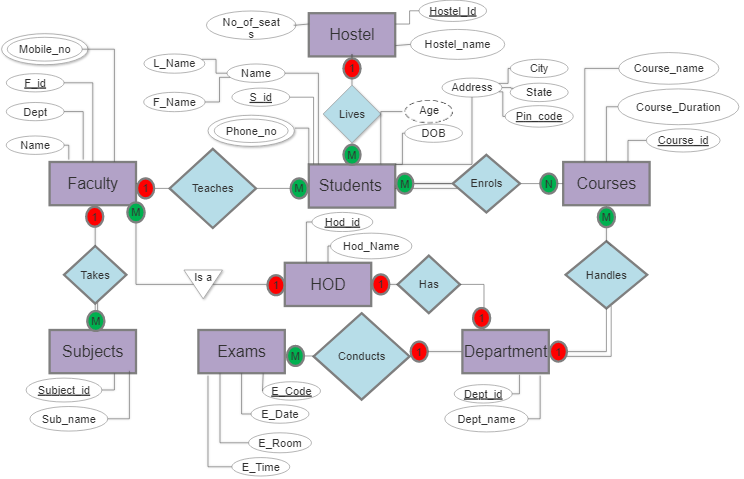 No_of_seat
s
Hostel
Hostel_Id
Hostel_name
1
Mobile_no
L_Name
Name
F_Name
S_id
Phone_no
F_id
Dept
Name
Lives
Address
City
State
Pin_code
Age
DOB
Course_name
Course_Duration
Course_id
M
Faculty
1
Teaches
M
Students
M
Enrols
N
Courses
1
M
M
Hod_id
Hod_Name
Takes
Is a
1
HOD
1
Has
Handles
M
1
Subjects
Exams
M
Conducts
1
Department
1
Subject_id
Sub_name
E_Code
E_Date
E_Room
E_Time
Dept_id
Dept_name